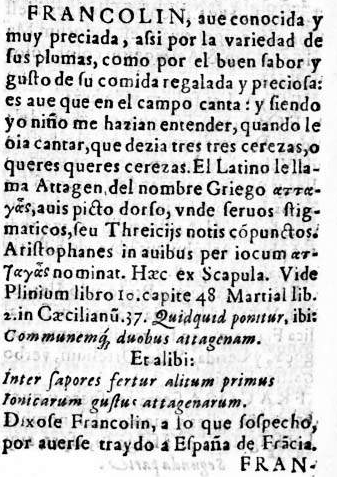 FRANCOLIN, aue conocida y
muy preciada, aſsi por la variedad de
ſus plumas, como por el buen ſabor y
guſto de ſu comida regalada y precioſa:
es aue que en el campo canta: y ſiendo
yo niño me hazian entender, quando le
oia cantar, que dezia tres tres cerezas, o
queres queres cerezas. El Latino le lla-
ma Attagen, del nombre Griego αττα-
γᾶς, auis picto dorſo, vnde ſeruos ſtig-
maticos, ſeu Threicijs notis cópunctos.
Ariſtophanes in auibus per iocum ατ-
ταγᾶς nominat. Hæc ex Scapula. Vide
Plinium libro 10. capite 48 Martial lib.
2. in Cæcilianũ. 37. Quidquid ponitur, ibi:
Communemq́, duobus attagenam.
Et alibi:
Inter ſapores fertur alitum primus
Ionicarum guſtus attagenarum.
Dixoſe Francolin, a lo que ſoſpecho,
por auerſe traydo a Eſpaña de Frãcia.
FRAN-